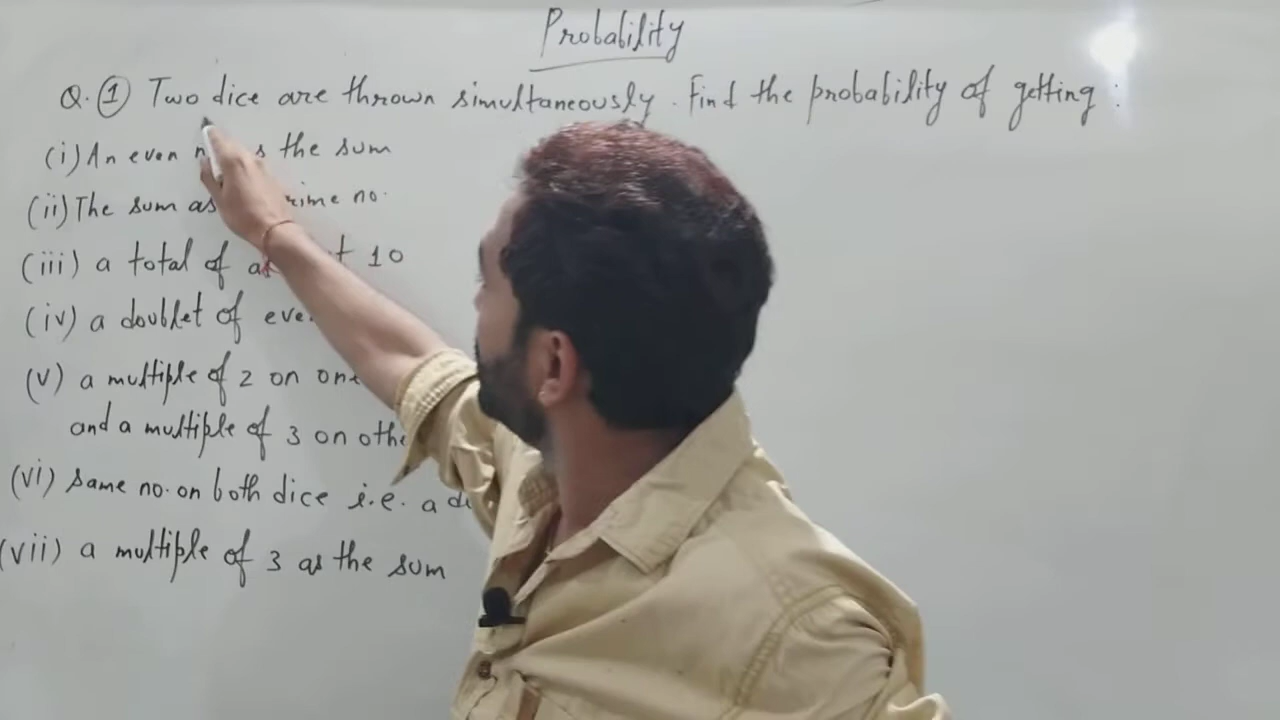 Probability
Q. (1) Two dice are thrown simultaneously. Find the probability of getting :
(i) An even the sum
(ii) The sum as no.
(iii) a total of 10
(iv) a doublet of
(v) a multiple of 2 on
and a multiple of 3 on
(vi) same no. on both dice i.e. a
(vii) a multiple of 3 as the sum